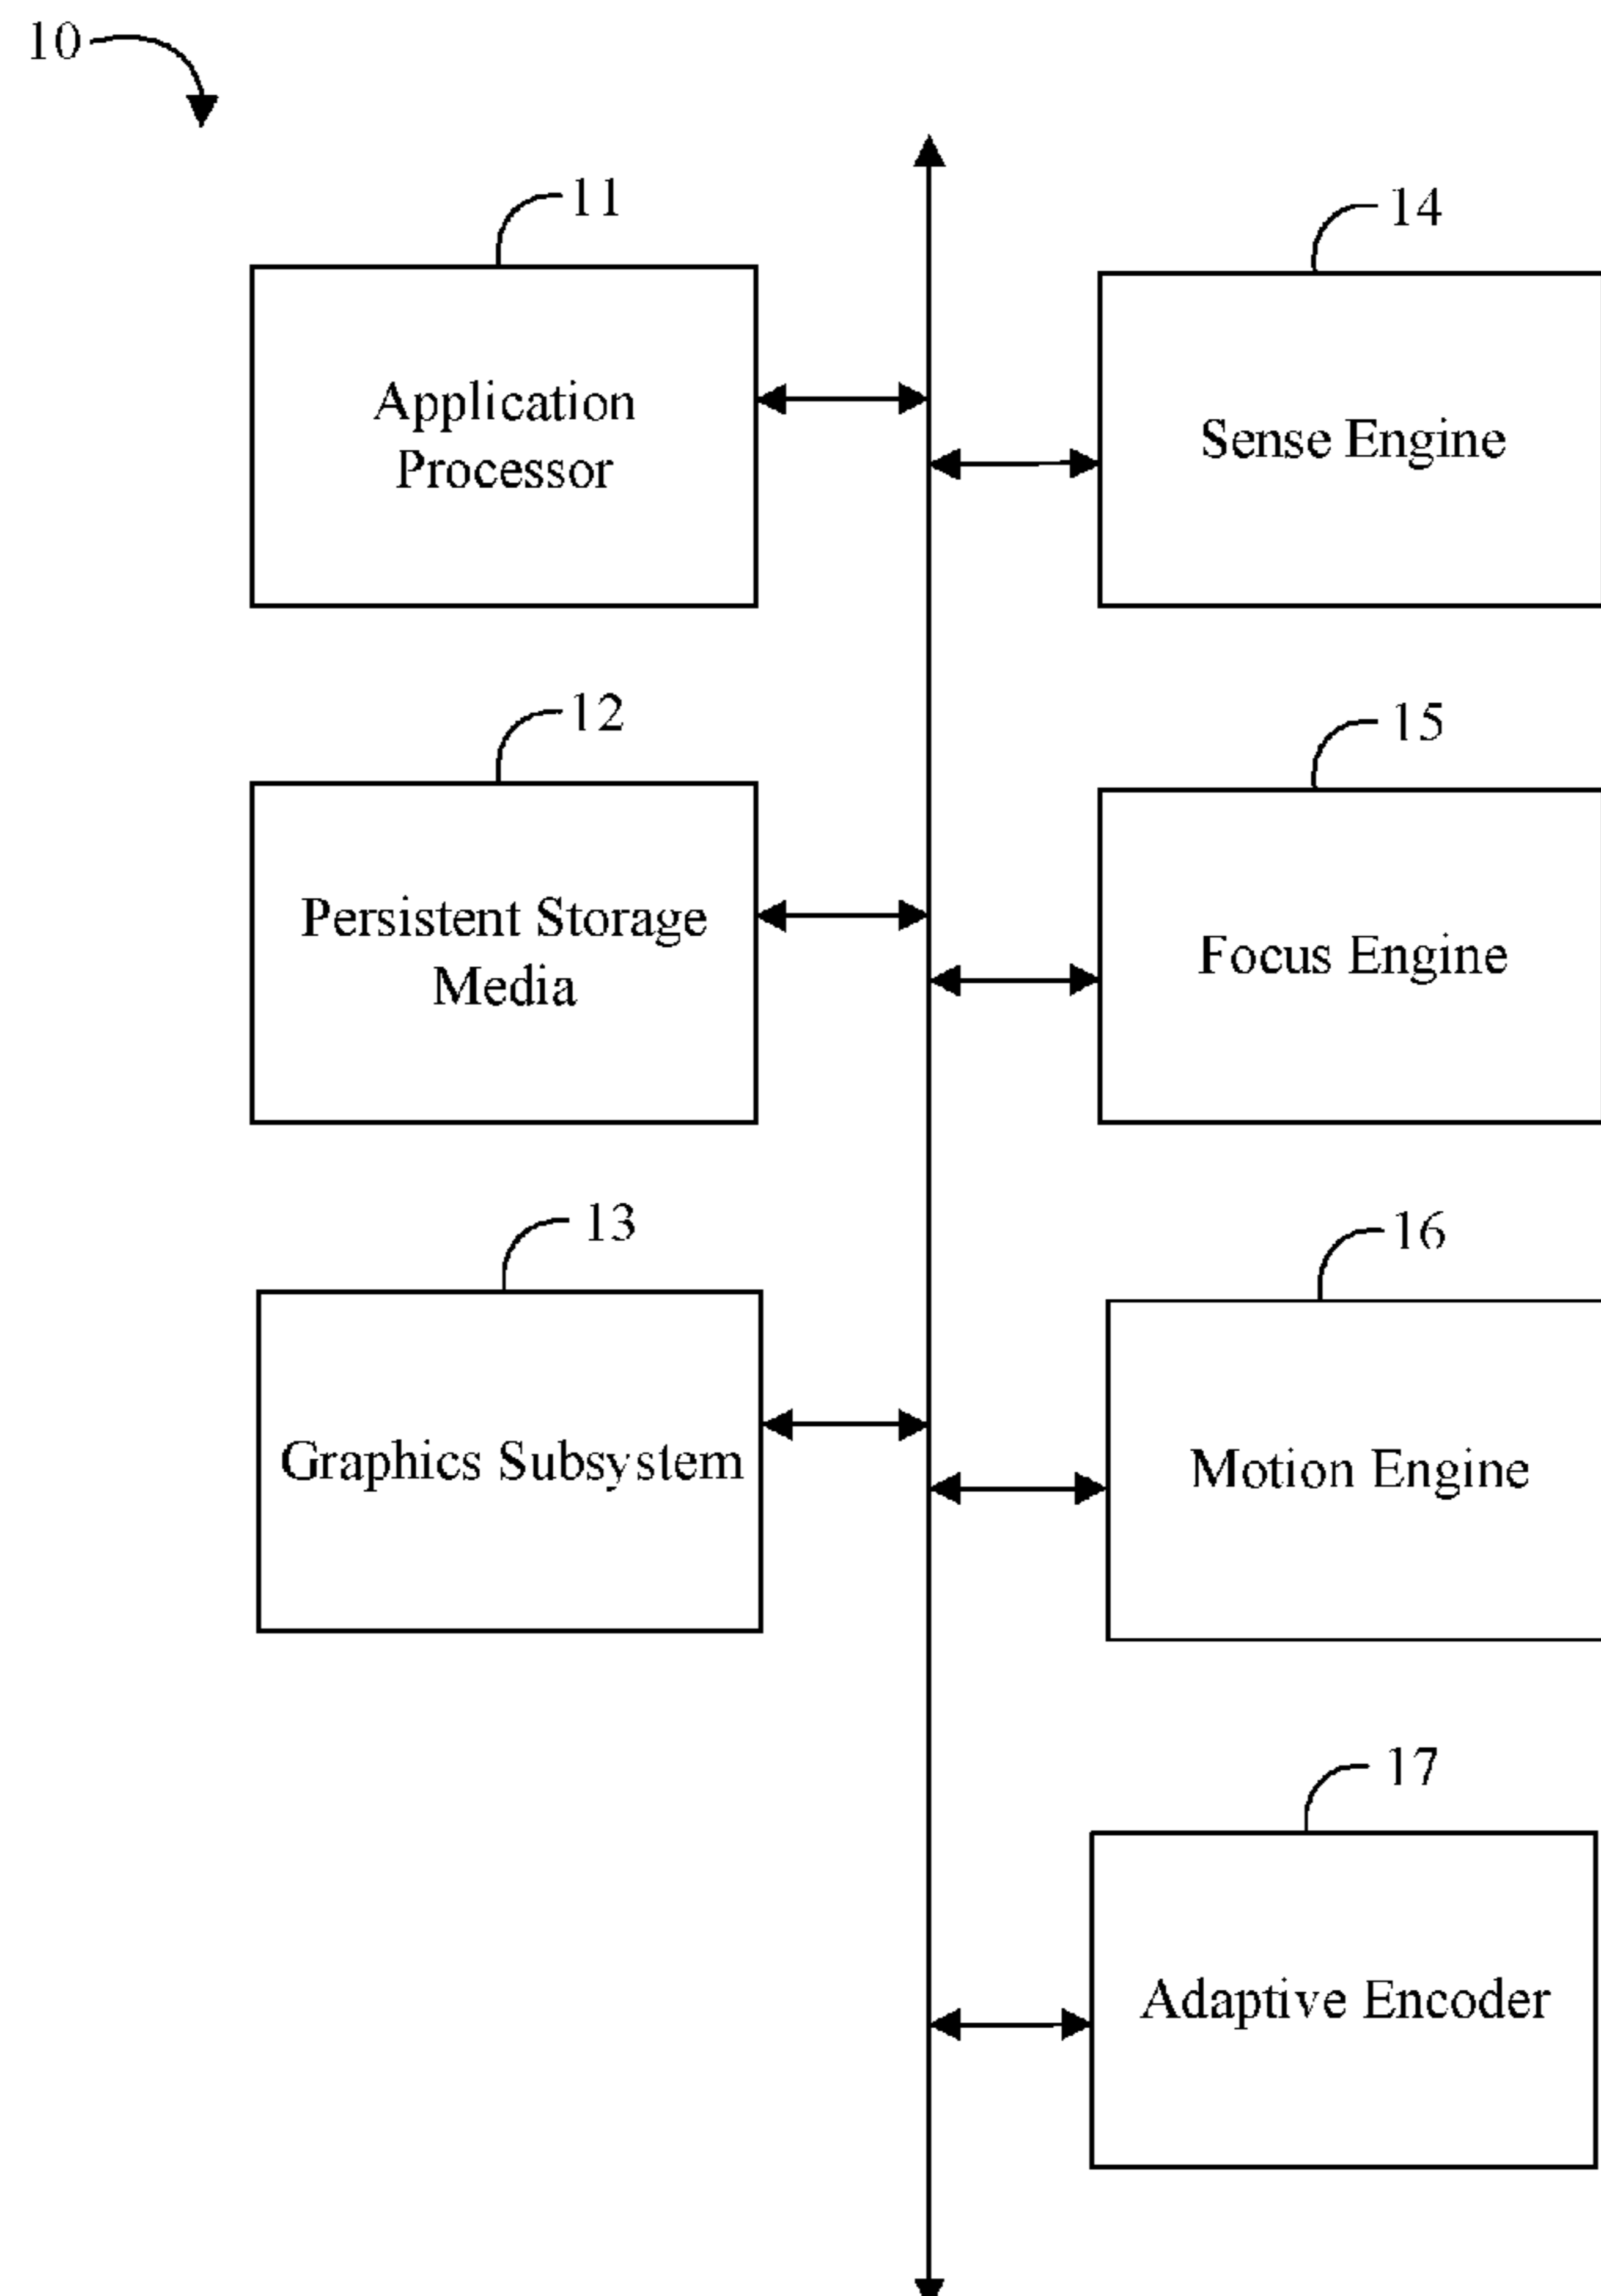 10
11
Application
Processor
14
Sense Engine
12
Persistent Storage
Media
15
Focus Engine
13
Graphics Subsystem
16
Motion Engine
17
Adaptive Encoder